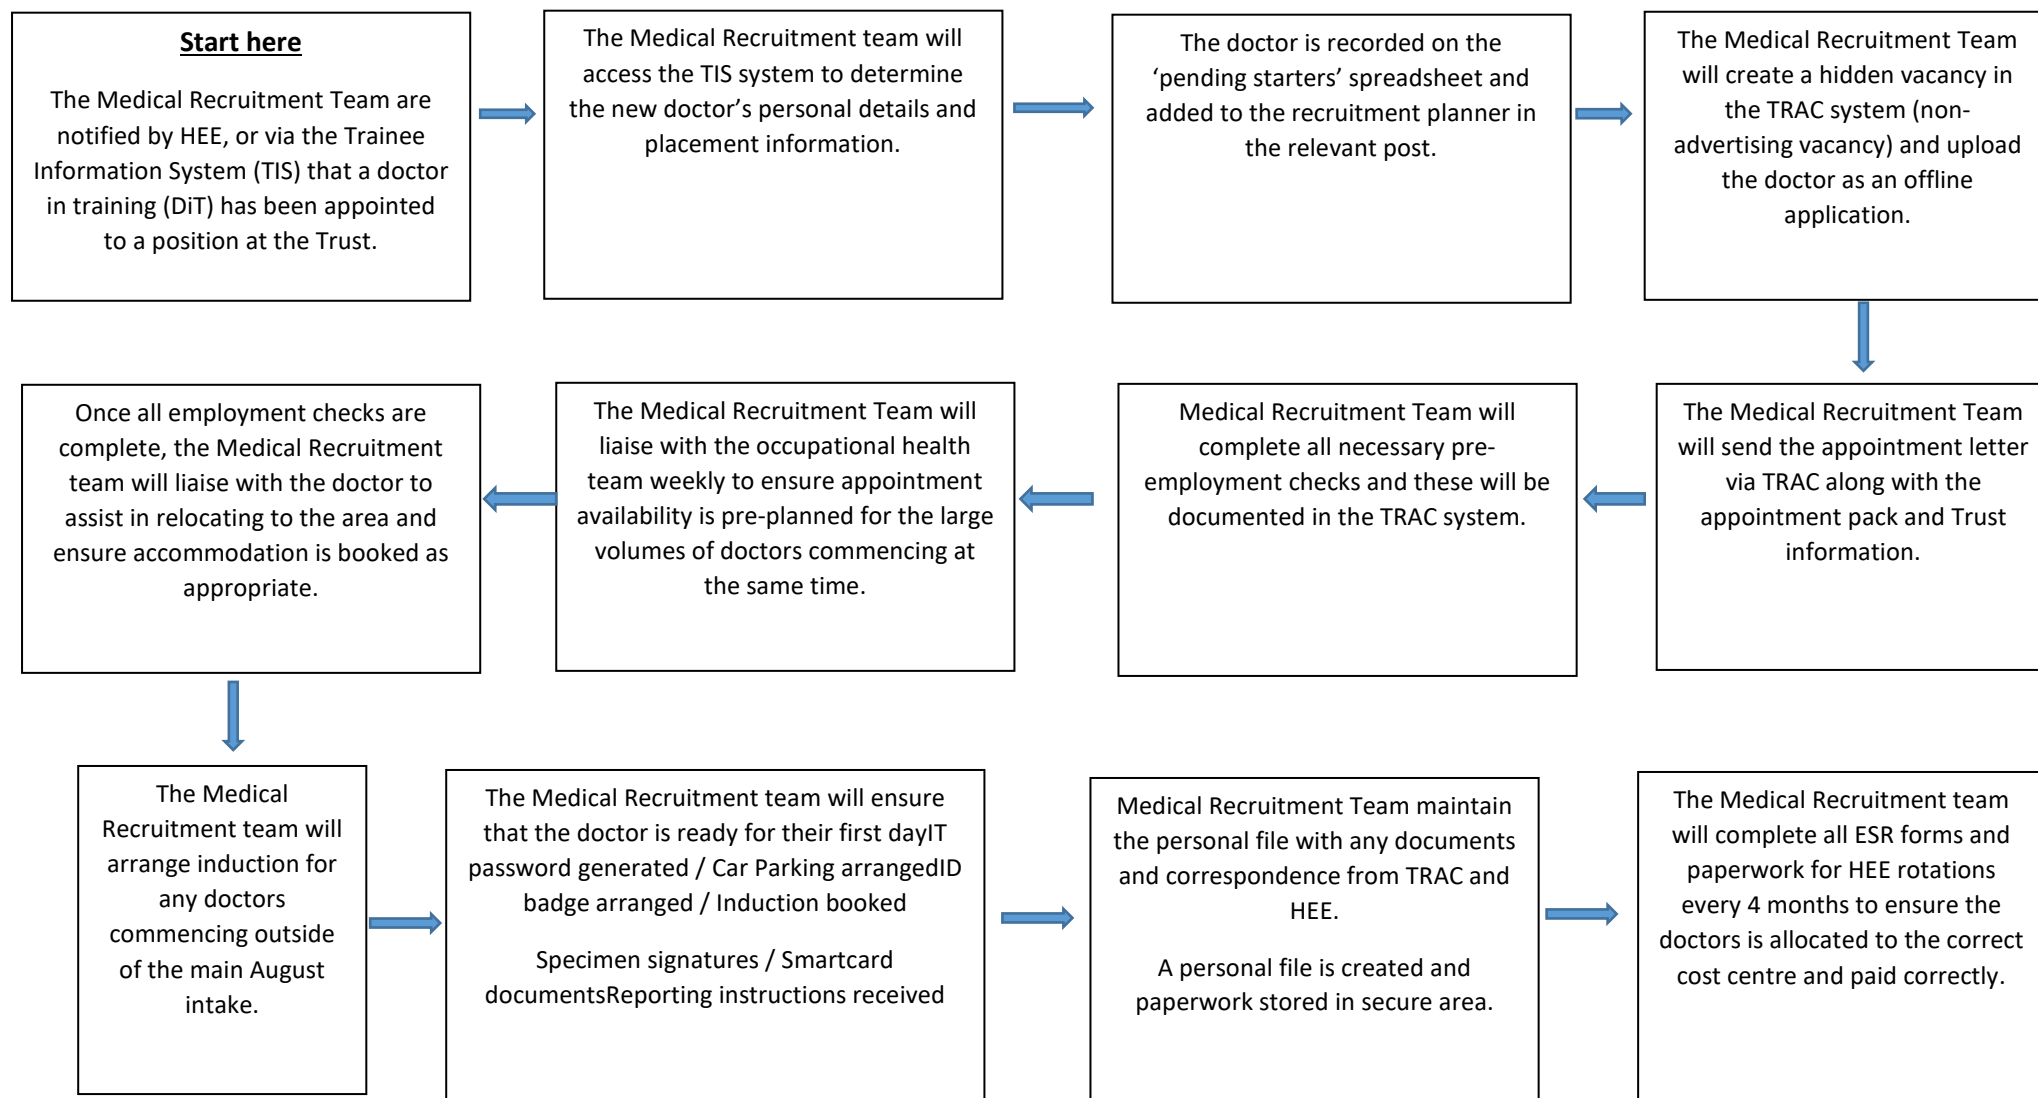 Start here
The Medical Recruitment Team are
notified by HEE, or via the Trainee
Information System (TIS) that a doctor
in training (DiT) has been appointed
to a position at the Trust.
The Medical Recruitment team will
access the TIS system to determine
the new doctor’s personal details and
placement information.
The doctor is recorded on the
‘pending starters’ spreadsheet and
added to the recruitment planner in
the relevant post.
The Medical Recruitment Team
will create a hidden vacancy in
the TRAC system (non-
advertising vacancy) and upload
the doctor as an offline
application.
The Medical Recruitment Team
will send the appointment letter
via TRAC along with the
appointment pack and Trust
information.
Medical Recruitment Team will
complete all necessary pre-
employment checks and these will be
documented in the TRAC system.
The Medical Recruitment Team will
liaise with the occupational health
team weekly to ensure appointment
availability is pre-planned for the large
volumes of doctors commencing at
the same time.
Once all employment checks are
complete, the Medical Recruitment
team will liaise with the doctor to
assist in relocating to the area and
ensure accommodation is booked as
appropriate.
The Medical
Recruitment team will
arrange induction for
any doctors
commencing outside
of the main August
intake.
The Medical Recruitment team will ensure
that the doctor is ready for their first dayIT
password generated / Car Parking arrangedID
badge arranged / Induction booked
Specimen signatures / Smartcard
documentsReporting instructions received
Medical Recruitment Team maintain
the personal file with any documents
and correspondence from TRAC and
HEE.
A personal file is created and
paperwork stored in secure area.
The Medical Recruitment team
will complete all ESR forms and
paperwork for HEE rotations
every 4 months to ensure the
doctors is allocated to the correct
cost centre and paid correctly.